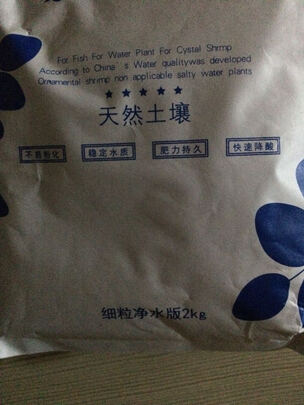 For Fish For Water Plant For Cystal Shrmp
According to China's Water qualitywas developed
Ornamental shrimp non applicable salty water plants
★★★★★
天然土壤
不易粉化 稳定水质 肥力持久 快速降酸
细粒净水版2kg